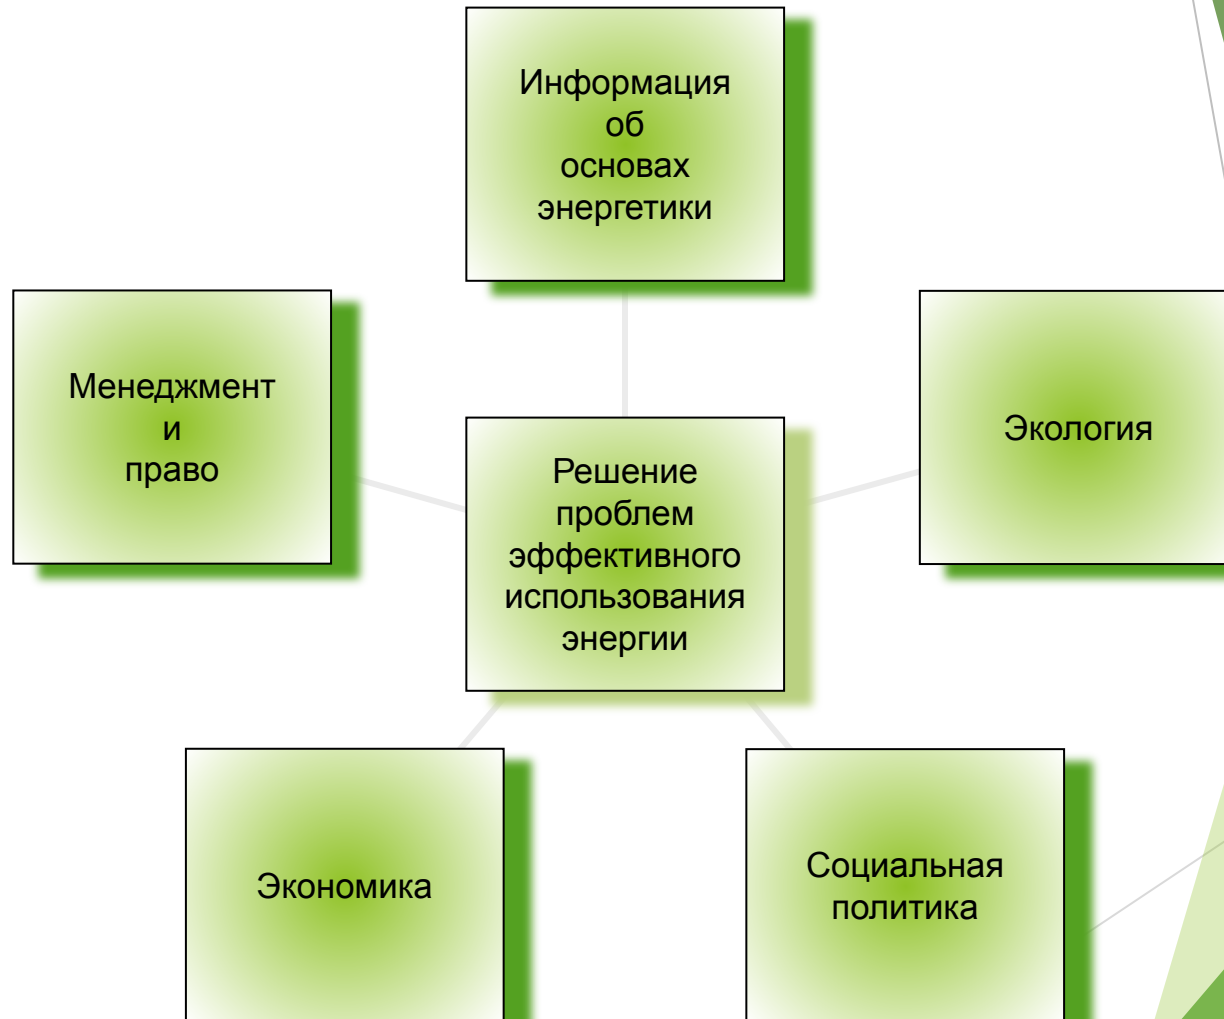 Информация
об
основах
энергетики
Менеджмент
и
право
Экология
Решение
проблем
эффективного
использования
энергии
Экономика
Социальная
политика